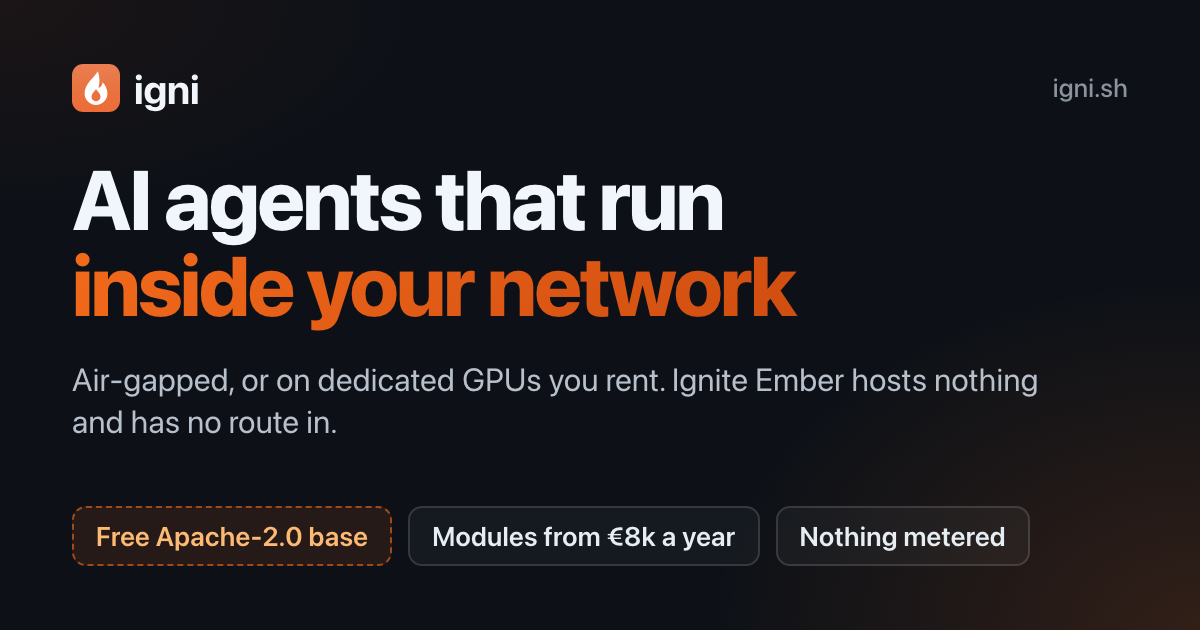 igni
igni.sh
AI agents that run
inside your network
Air-gapped, or on dedicated GPUs you rent. Ignite Ember hosts nothing
and has no route in.
Free Apache-2.0 base
Modules from €8k a year
Nothing metered